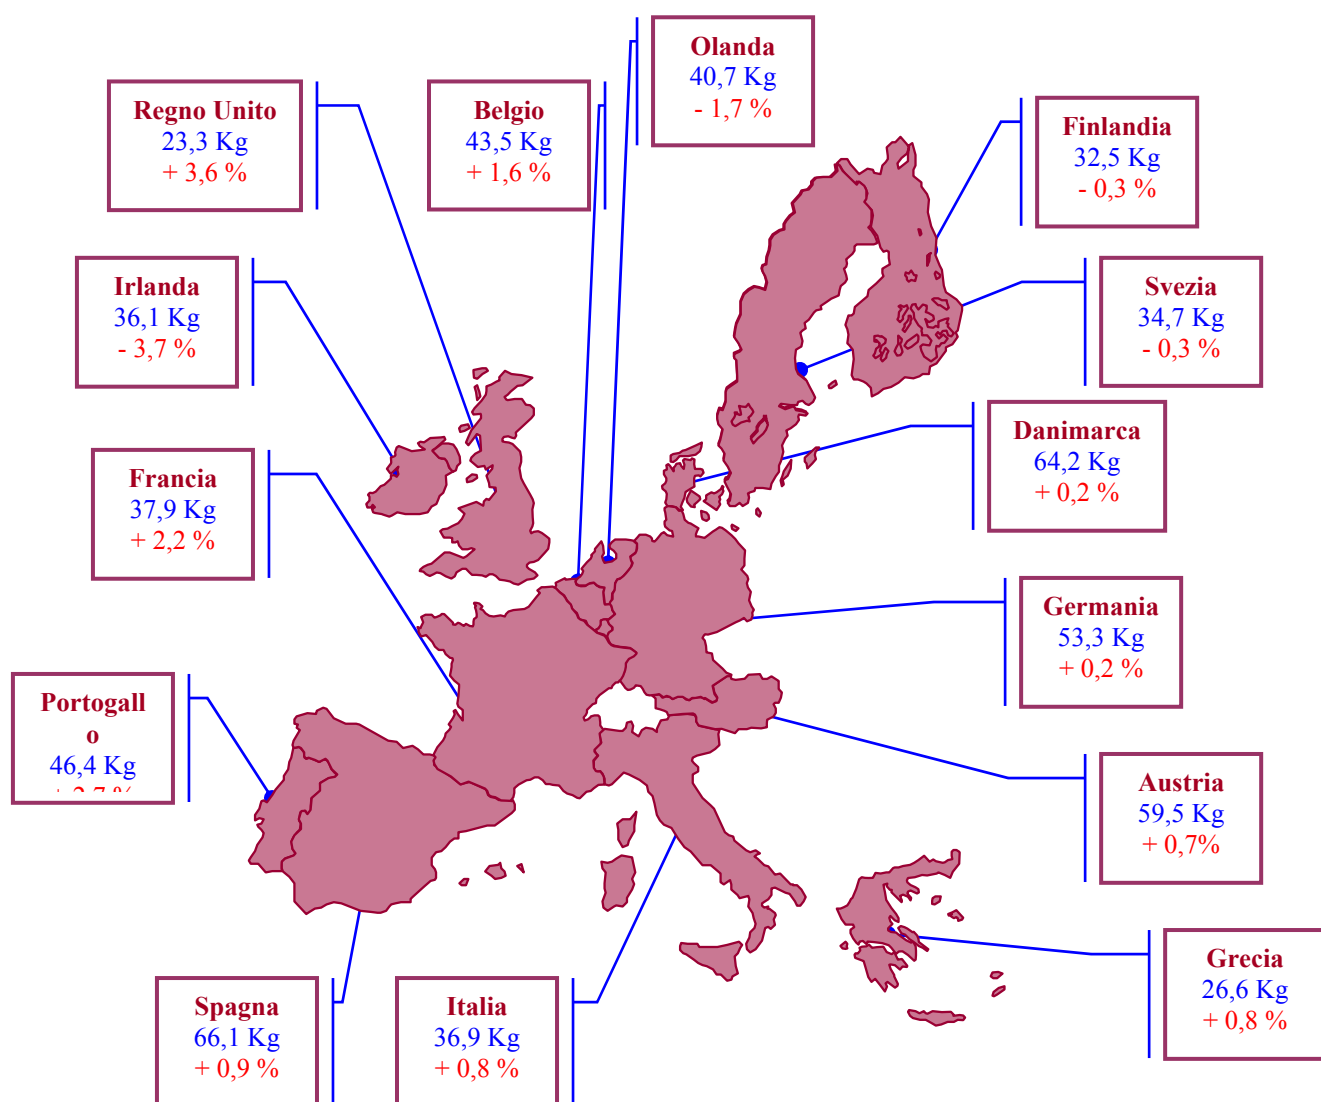 Olanda
40,7 Kg
- 1,7 %
Regno Unito
23,3 Kg
+ 3,6 %
Belgio
43,5 Kg
+ 1,6 %
Finlandia
32,5 Kg
- 0,3 %
Irlanda
36,1 Kg
- 3,7 %
Svezia
34,7 Kg
- 0,3 %
Danimarca
64,2 Kg
+ 0,2 %
Francia
37,9 Kg
+ 2,2 %
Germania
53,3 Kg
+ 0,2 %
Portogall
o
46,4 Kg
Austria
59,5 Kg
+ 0,7%
Grecia
26,6 Kg
+ 0,8 %
Spagna
66,1 Kg
+ 0,9 %
Italia
36,9 Kg
+ 0,8 %